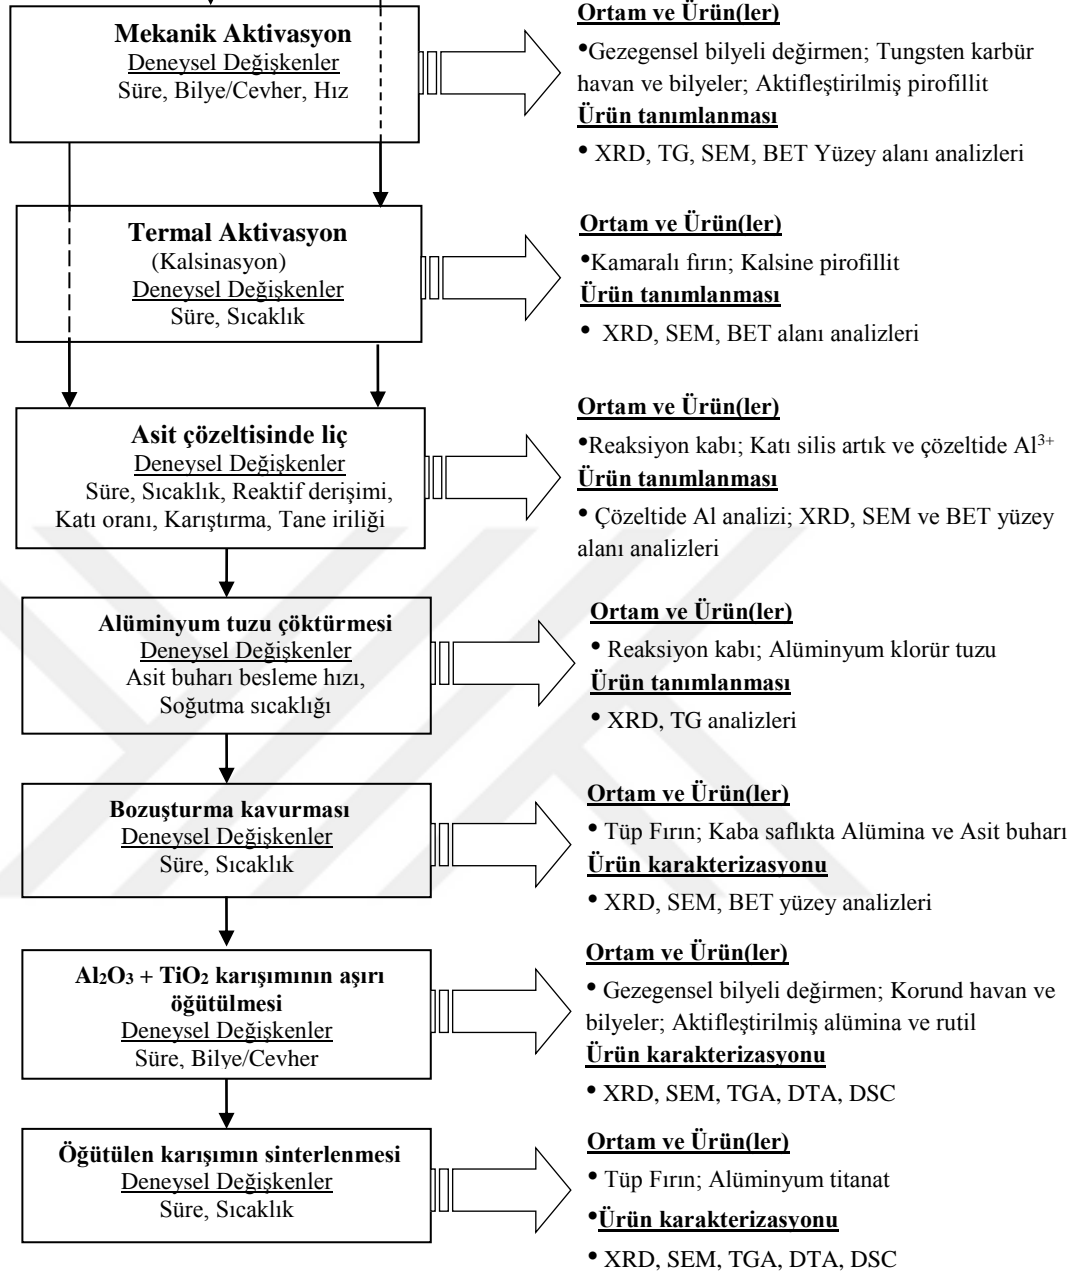 Mekanik Aktivasyon
Deneysel Değişkenler
Süre, Bilye/Cevher, Hız
Ortam ve Ürün(ler)
•Gezegensel bilyeli değirmen; Tungsten karbür
havan ve bilyeler; Aktifleştirilmiş pirofillit
Ürün tanımlanması
• XRD, TG, SEM, BET Yüzey alanı analizleri
Termal Aktivasyon
(Kalsinasyon)
Deneysel Değişkenler
Süre, Sıcaklık
Ortam ve Ürün(ler)
•Kamaralı fırın; Kalsine pirofillit
Ürün tanımlanması
• XRD, SEM, BET alanı analizleri
Asit çözeltisinde liç
Deneysel Değişkenler
Süre, Sıcaklık, Reaktif derişimi,
Katı oranı, Karıştırma, Tane iriliği
Ortam ve Ürün(ler)
•Reaksiyon kabı; Katı silis artık ve çözeltide Al³⁺
Ürün tanımlanması
• Çözeltide Al analizi; XRD, SEM ve BET yüzey
alanı analizleri
Alüminyum tuzu çöktürmesi
Deneysel Değişkenler
Asit buharı besleme hızı,
Soğutma sıcaklığı
Ortam ve Ürün(ler)
• Reaksiyon kabı; Alüminyum klorür tuzu
Ürün tanımlanması
• XRD, TG analizleri
Bozuşturma kavurması
Deneysel Değişkenler
Süre, Sıcaklık
Ortam ve Ürün(ler)
• Tüp Fırın; Kaba saflıkta Alümina ve Asit buharı
Ürün karakterizasyonu
• XRD, SEM, BET yüzey analizleri
Al₂O₃ + TiO₂ karışımının aşırı
öğütülmesi
Deneysel Değişkenler
Süre, Bilye/Cevher
Ortam ve Ürün(ler)
• Gezegensel bilyeli değirmen; Korund havan ve
bilyeler; Aktifleştirilmiş alümina ve rutil
Ürün karakterizasyonu
• XRD, SEM, TGA, DTA, DSC
Öğütülen karışımın sinterlenmesi
Deneysel Değişkenler
Süre, Sıcaklık
Ortam ve Ürün(ler)
• Tüp Fırın; Alüminyum titanat
•Ürün karakterizasyonu
• XRD, SEM, TGA, DTA, DSC